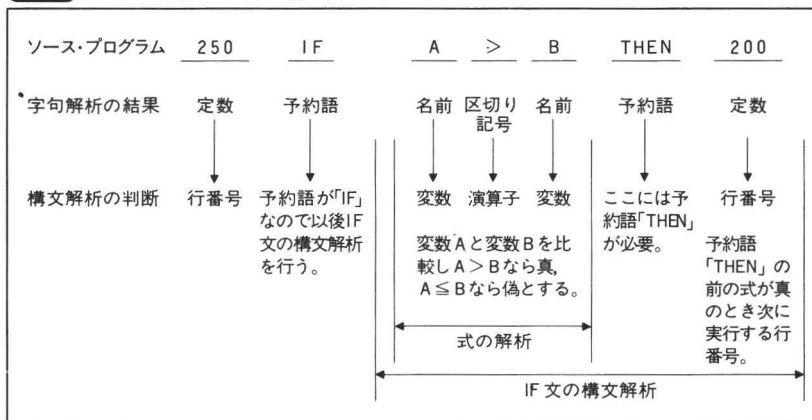 ソース・プログラム 250 IF A > B THEN 200
字句解析の結果 定数 予約語 名前 区切り記号 名前 予約語 定数
構文解析の判断 行番号 予約語が「IF」なので以後IF文の構文解析を行う。 変数 演算子 変数 ここには予約語「THEN」が必要。 行番号
変数Aと変数Bを比較しA>Bなら真,A≦Bなら偽とする。
予約語「THEN」の前の式が真のとき次に実行する行番号。
式の解析
IF文の構文解析